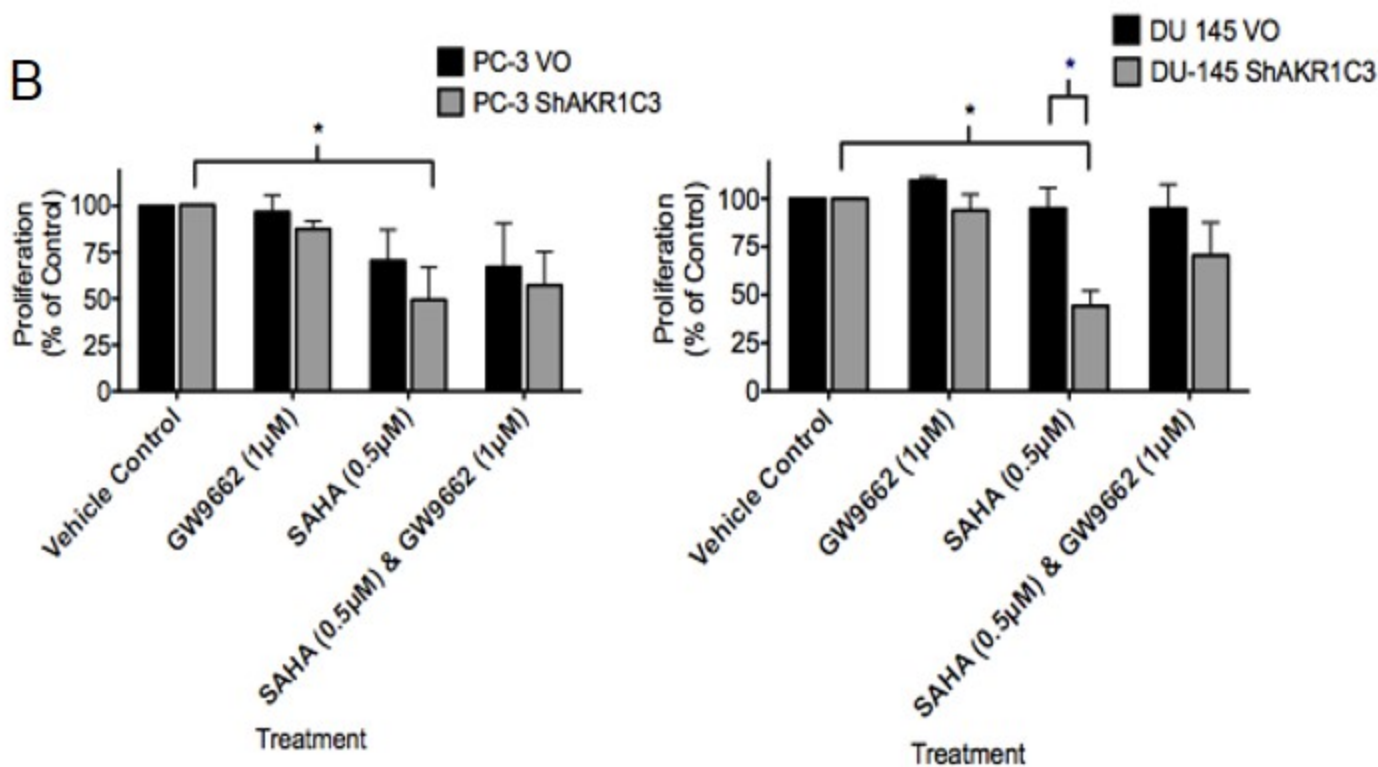 B
PC-3 VO
PC-3 ShAKR1C3
*
Proliferation
(% of Control)
100
75
50
25
0
Vehicle Control
GW9662 (1µM)
SAHA (0.5µM)
SAHA (0.5µM) & GW9662 (1µM)
Treatment
DU 145 VO
DU-145 ShAKR1C3
*
*
Proliferation
(% of Control)
100
75
50
25
0
Vehicle Control
GW9662 (1µM)
SAHA (0.5µM)
SAHA (0.5µM) & GW9662 (1µM)
Treatment